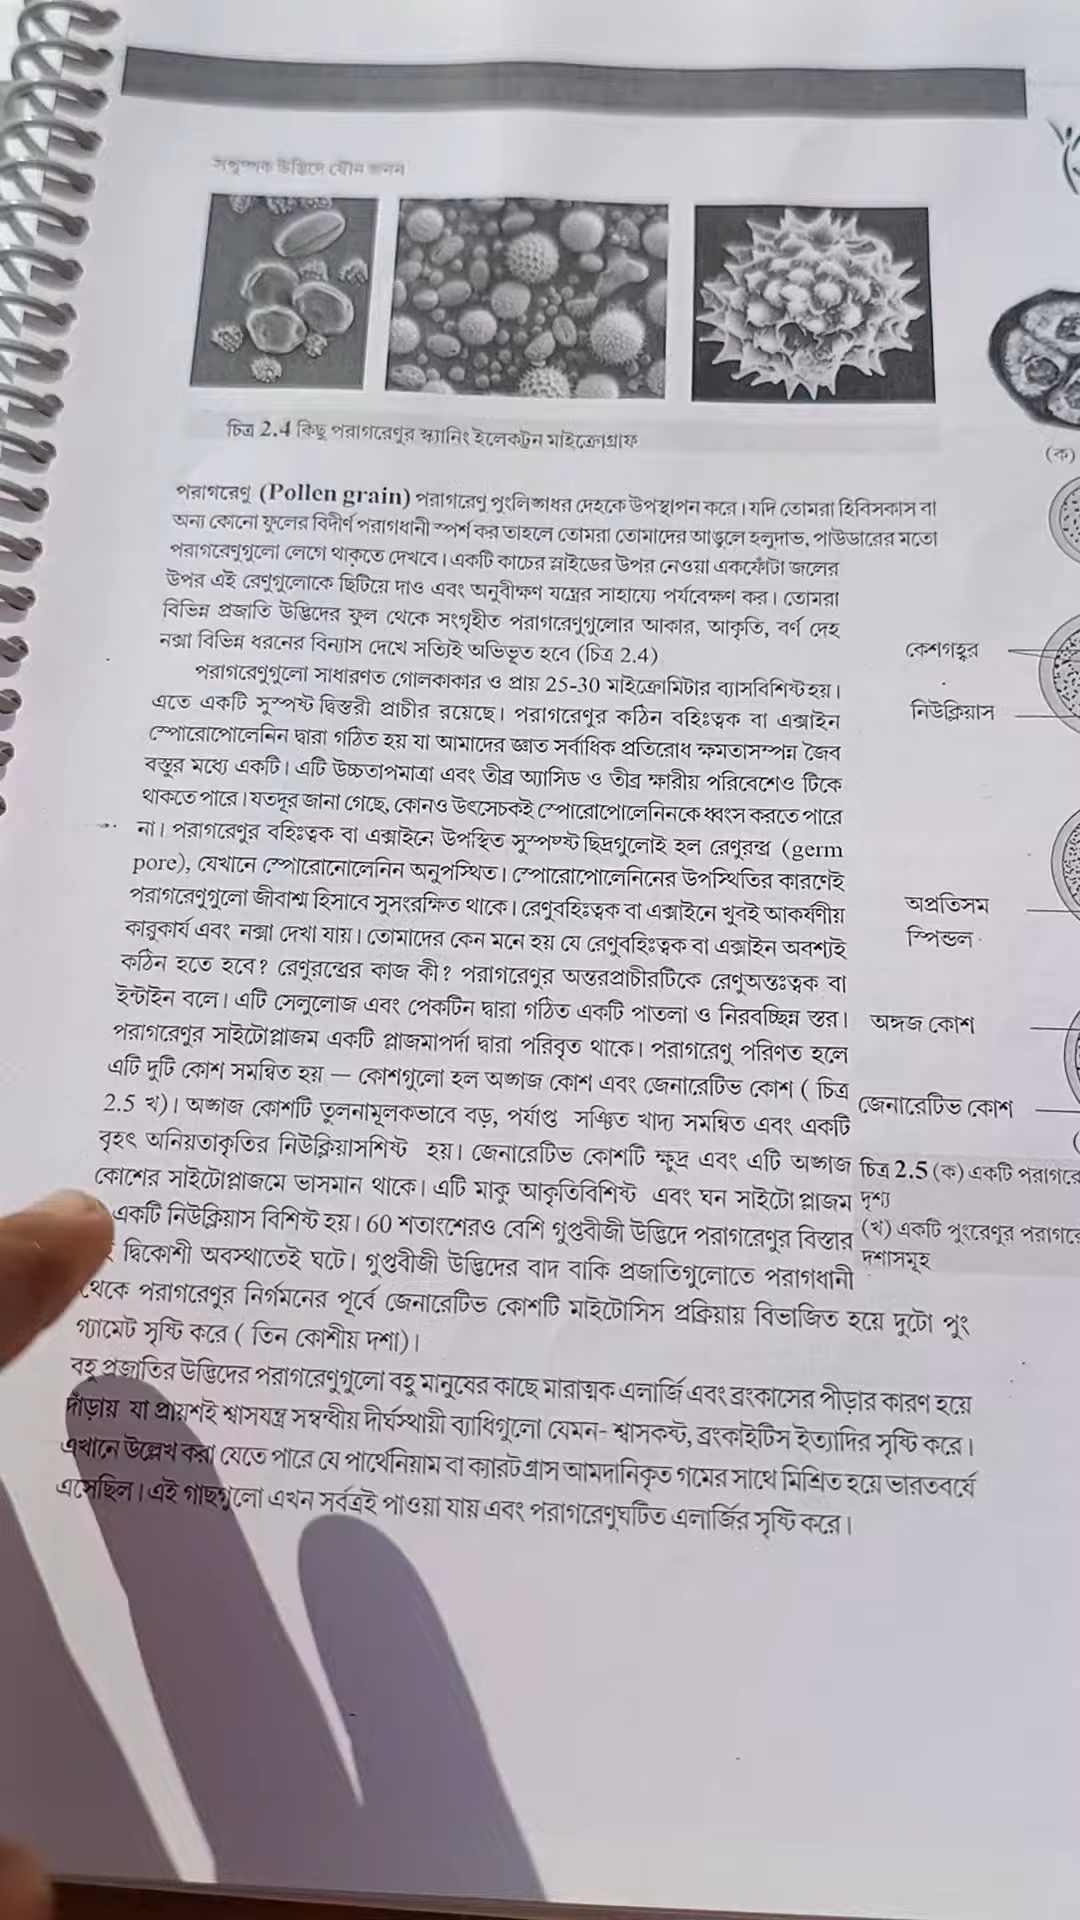 সপুষ্পক উদ্ভিদে যৌন জনন
চিত্র 2.4 কিছু পরাগরেণুর স্ক্যানিং ইলেকট্রন মাইক্রোগ্রাফ
পরাগরেণু (Pollen grain) পরাগরেণু পুংলিঙ্গধর দেহকে উপস্থাপন করে। যদি তোমরা হিবিসকাস বা
অন্য কোনো ফুলের বিদীর্ণ পরাগধানী স্পর্শ কর তাহলে তোমরা তোমাদের আঙুলে হলুদাভ, পাউডারের মতো
পরাগরেণুগুলো লেগে থাকতে দেখবে। একটি কাচের স্লাইডের উপর নেওয়া একফোঁটা জলের
উপর এই রেণুগুলোকে ছিটিয়ে দাও এবং অনুবীক্ষণ যন্ত্রের সাহায্যে পর্যবেক্ষণ কর। তোমরা
বিভিন্ন প্রজাতি উদ্ভিদের ফুল থেকে সংগৃহীত পরাগরেণুগুলোর আকার, আকৃতি, বর্ণ দেহ
নক্সা বিভিন্ন ধরনের বিন্যাস দেখে সত্যিই অভিভূত হবে (চিত্র 2.4)
পরাগরেণুগুলো সাধারণত গোলকাকার ও প্রায় 25-30 মাইক্রোমিটার ব্যাসবিশিষ্টহয়।
এতে একটি সুস্পষ্ট দ্বিস্তরী প্রাচীর রয়েছে। পরাগরেণুর কঠিন বহিঃত্বক বা এক্সাইন
স্পোরোপোলেনিন দ্বারা গঠিত হয় যা আমাদের জ্ঞাত সর্বাধিক প্রতিরোধ ক্ষমতাসম্পন্ন জৈব
বস্তুর মধ্যে একটি। এটি উচ্চতাপমাত্রা এবং তীব্র অ্যাসিড ও তীব্র ক্ষারীয় পরিবেশেও টিকে
থাকতে পারে। যতদূর জানা গেছে, কোনও উৎসেচকই স্পোরোপোলেনিনকে ধ্বংস করতে পারে
না। পরাগরেণুর বহিঃত্বক বা এক্সাইনে উপস্থিত সুস্পষ্ট ছিদ্রগুলোই হল রেণুরন্ধ্র (germ
pore), যেখানে স্পোরোনোলেনিন অনুপস্থিত। স্পোরোপোলেনিনের উপস্থিতির কারণেই
পরাগরেণুগুলো জীবাশ্ম হিসাবে সুসংরক্ষিত থাকে। রেণুবহিঃত্বক বা এক্সাইনে খুবই আকর্ষণীয়
কারুকার্য এবং নক্সা দেখা যায়। তোমাদের কেন মনে হয় যে রেণুবহিঃত্বক বা এক্সাইন অবশ্যই
কঠিন হতে হবে? রেণুরন্ধ্রের কাজ কী? পরাগরেণুর অন্তরপ্রাচীরটিকে রেণুঅন্তঃত্বক বা
ইন্টাইন বলে। এটি সেলুলোজ এবং পেকটিন দ্বারা গঠিত একটি পাতলা ও নিরবচ্ছিন্ন স্তর।
পরাগরেণুর সাইটোপ্লাজম একটি প্লাজমাপর্দা দ্বারা পরিবৃত থাকে। পরাগরেণু পরিণত হলে
এটি দুটি কোশ সমন্বিত হয় — কোশগুলো হল অঙ্গজ কোশ এবং জেনারেটিভ কোশ ( চিত্র
2.5 খ)। অঙ্গজ কোশটি তুলনামূলকভাবে বড়, পর্যাপ্ত সঞ্চিত খাদ্য সমন্বিত এবং একটি
বৃহৎ অনিয়তাকৃতির নিউক্লিয়াসশিষ্ট হয়। জেনারেটিভ কোশটি ক্ষুদ্র এবং এটি অঙ্গজ
কোশের সাইটোপ্লাজমে ভাসমান থাকে। এটি মাকু আকৃতিবিশিষ্ট এবং ঘন সাইটো প্লাজম
একটি নিউক্লিয়াস বিশিষ্ট হয়। 60 শতাংশেরও বেশি গুপ্তবীজী উদ্ভিদে পরাগরেণুর বিস্তার
দ্বিকোশী অবস্থাতেই ঘটে। গুপ্তবীজী উদ্ভিদের বাদ বাকি প্রজাতিগুলোতে পরাগধানী
থেকে পরাগরেণুর নির্গমনের পূর্বে জেনারেটিভ কোশটি মাইটোসিস প্রক্রিয়ায় বিভাজিত হয়ে দুটো পুং
গ্যামেট সৃষ্টি করে ( তিন কোশীয় দশা)।
বহু প্রজাতির উদ্ভিদের পরাগরেণুগুলো বহু মানুষের কাছে মারাত্মক এলার্জি এবং ব্রংকাসের পীড়ার কারণ হয়ে
দাঁড়ায় যা প্রায়শই শ্বাসযন্ত্র সম্বন্ধীয় দীর্ঘস্থায়ী ব্যাধিগুলো যেমন- শ্বাসকষ্ট, ব্রংকাইটিস ইত্যাদির সৃষ্টি করে।
এখানে উল্লেখ করা যেতে পারে যে পার্থেনিয়াম বা ক্যারট গ্রাস আমদানিকৃত গমের সাথে মিশ্রিত হয়ে ভারতবর্ষে
এসেছিল। এই গাছগুলো এখন সর্বত্রই পাওয়া যায় এবং পরাগরেণুঘটিত এলার্জির সৃষ্টি করে।
(ক)
কেশগহ্বর
নিউক্লিয়াস
অপ্রতিসম
স্পিন্ডল
অঙ্গজ কোশ
জেনারেটিভ কোশ
চিত্র 2.5 (ক) একটি পরাগরে
দৃশ্য
(খ) একটি পুংরেণুর পরাগরে
দশাসমূহ